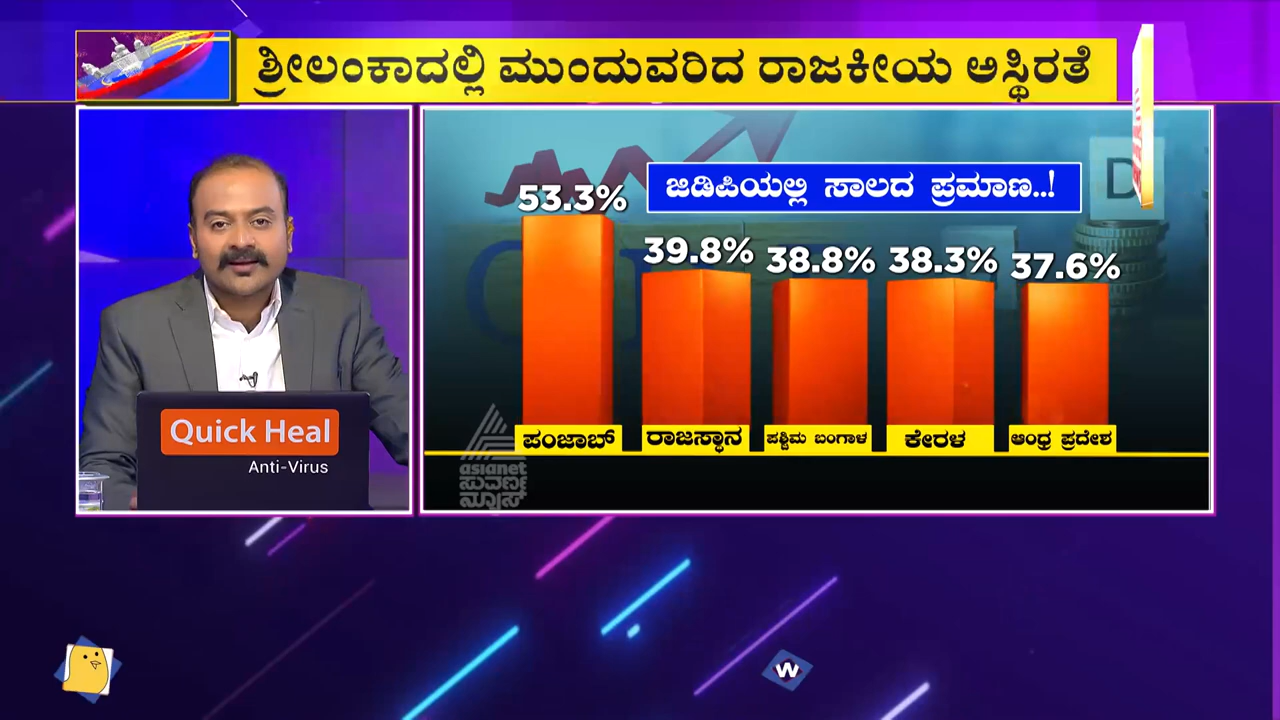 ಶ್ರೀಲಂಕಾದಲ್ಲಿ ಮುಂದುವರಿದ ರಾಜಕೀಯ ಅಸ್ಥಿರತೆ
ಜಿಡಿಪಿಯಲ್ಲಿ ಸಾಲದ ಪ್ರಮಾಣ..!
D
53.3% 39.8% 38.8% 38.3% 37.6%
ಪಂಜಾಬ್ ರಾಜಸ್ಥಾನ ಪಶ್ಚಿಮ ಬಂಗಾಳ ಕೇರಳ ಆಂಧ್ರ ಪ್ರದೇಶ
Quick Heal
Anti-Virus
asianet
ಸುವರ್ಣ
ನ್ಯೂಸ್
W